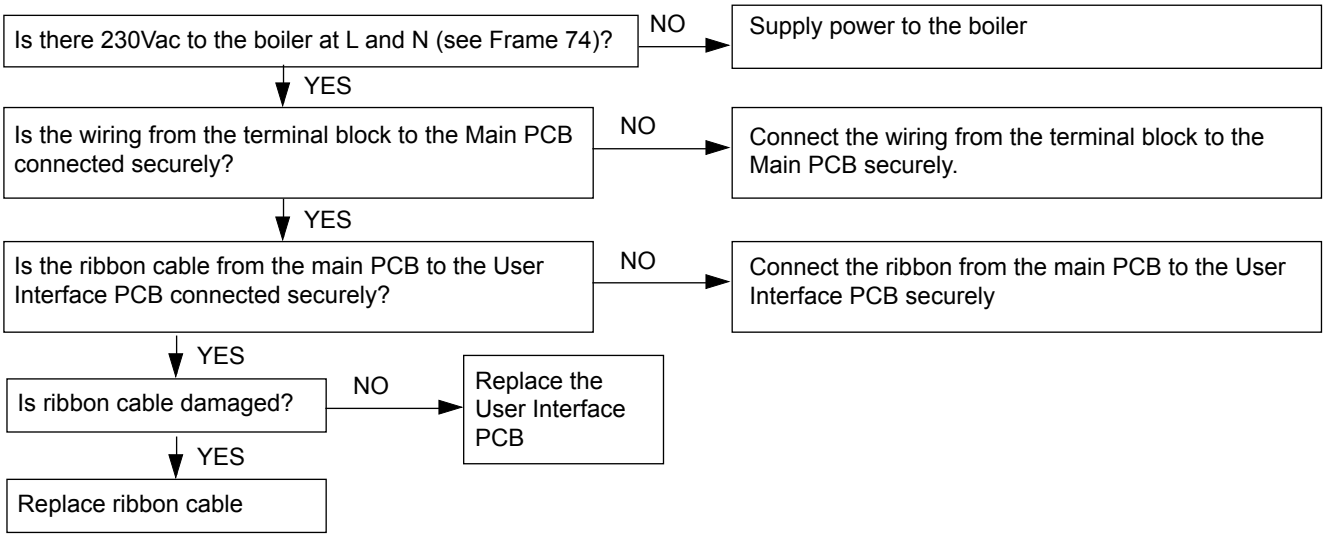 Is there 230Vac to the boiler at L and N (see Frame 74)?
NO
Supply power to the boiler
YES
Is the wiring from the terminal block to the Main PCB
connected securely?
NO
Connect the wiring from the terminal block to the
Main PCB securely.
YES
Is the ribbon cable from the main PCB to the User
Interface PCB connected securely?
NO
Connect the ribbon from the main PCB to the User
Interface PCB securely
YES
Is ribbon cable damaged?
NO
Replace the
User Interface
PCB
YES
Replace ribbon cable